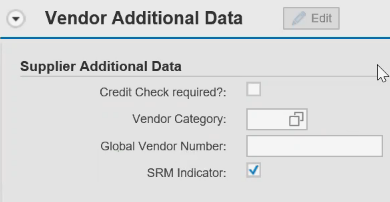 Vendor Additional Data
Edit
Supplier Additional Data
Credit Check required?:
Vendor Category:
Global Vendor Number:
SRM Indicator: